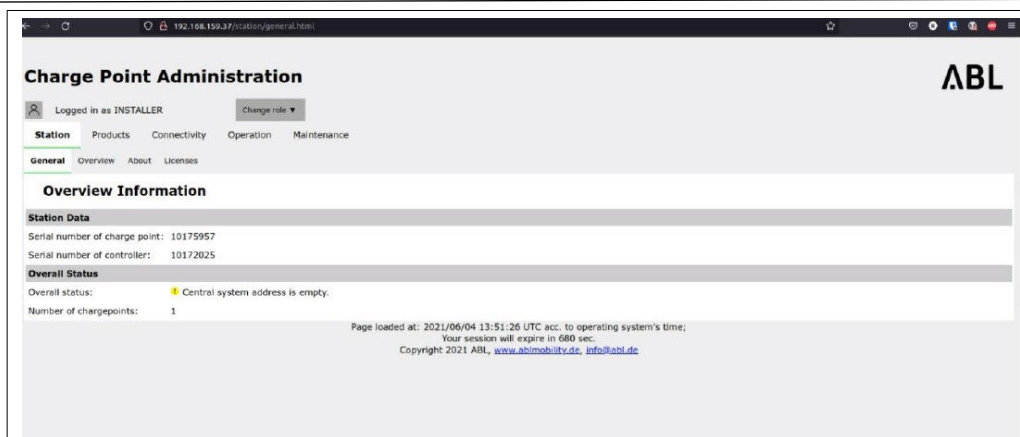 192.168.159.37/station/general.html
Charge Point Administration
ABL
Logged in as INSTALLER
Change role ▼
Station Products Connectivity Operation Maintenance
General Overview About Licenses
Overview Information
Station Data
Serial number of charge point: 10175957
Serial number of controller: 10172025
Overall Status
Overall status: Central system address is empty.
Number of chargepoints: 1
Page loaded at: 2021/06/04 13:51:26 UTC acc. to operating system's time;
Your session will expire in 680 sec.
Copyright 2021 ABL, www.ablmobility.de, info@abl.de